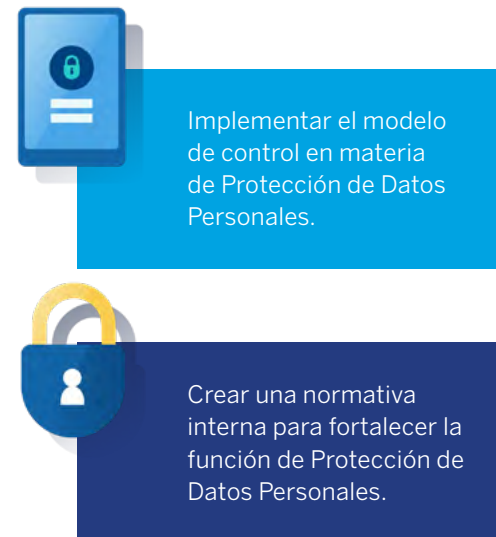 Implementar el modelo
de control en materia
de Protección de Datos
Personales.
Crear una normativa
interna para fortalecer la
función de Protección de
Datos Personales.